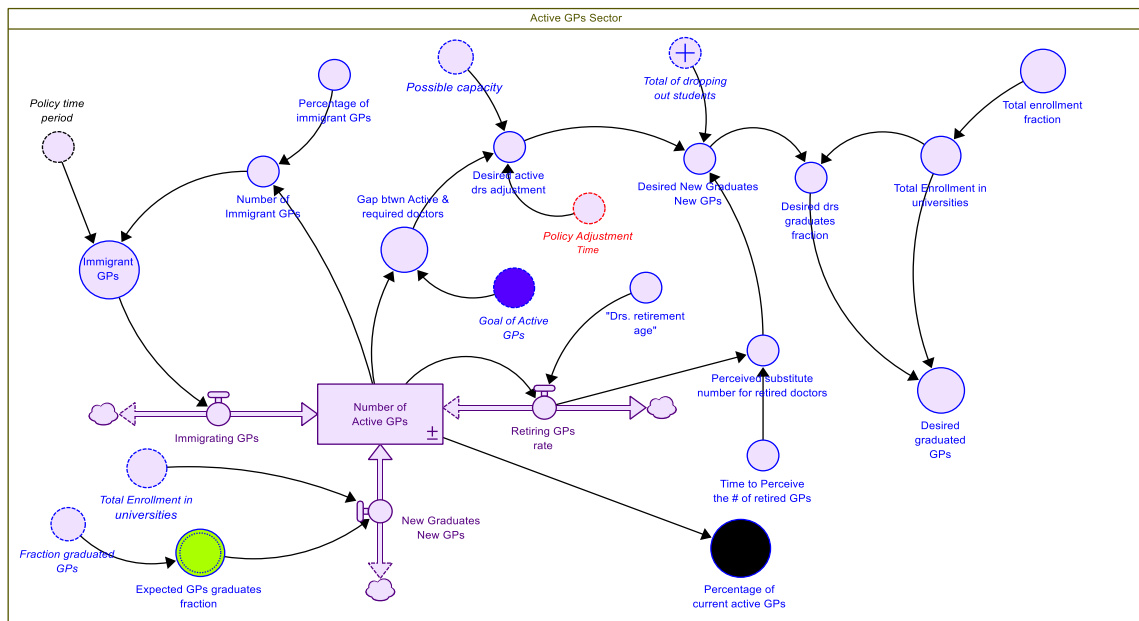 Active GPs Sector
Policy time
period
Percentage of
immigrant GPs
Possible capacity
Total of dropping
out students
Total enrollment
fraction
Number of
Immigrant GPs
Gap btwn Active &
required doctors
Desired active
drs adjustment
Desired New Graduates
New GPs
Desired drs
graduates
fraction
Total Enrollment in
universities
Policy Adjustment
Time
Immigrant
GPs
Goal of Active
GPs
"Drs. retirement
age"
Perceived substitute
number for retired doctors
Immigrating GPs
Number of
Active GPs
±
Retiring GPs
rate
Desired
graduated
GPs
Total Enrollment in
universities
Time to Perceive
the # of retired GPs
New Graduates
New GPs
Fraction graduated
GPs
Expected GPs graduates
fraction
Percentage of
current active GPs